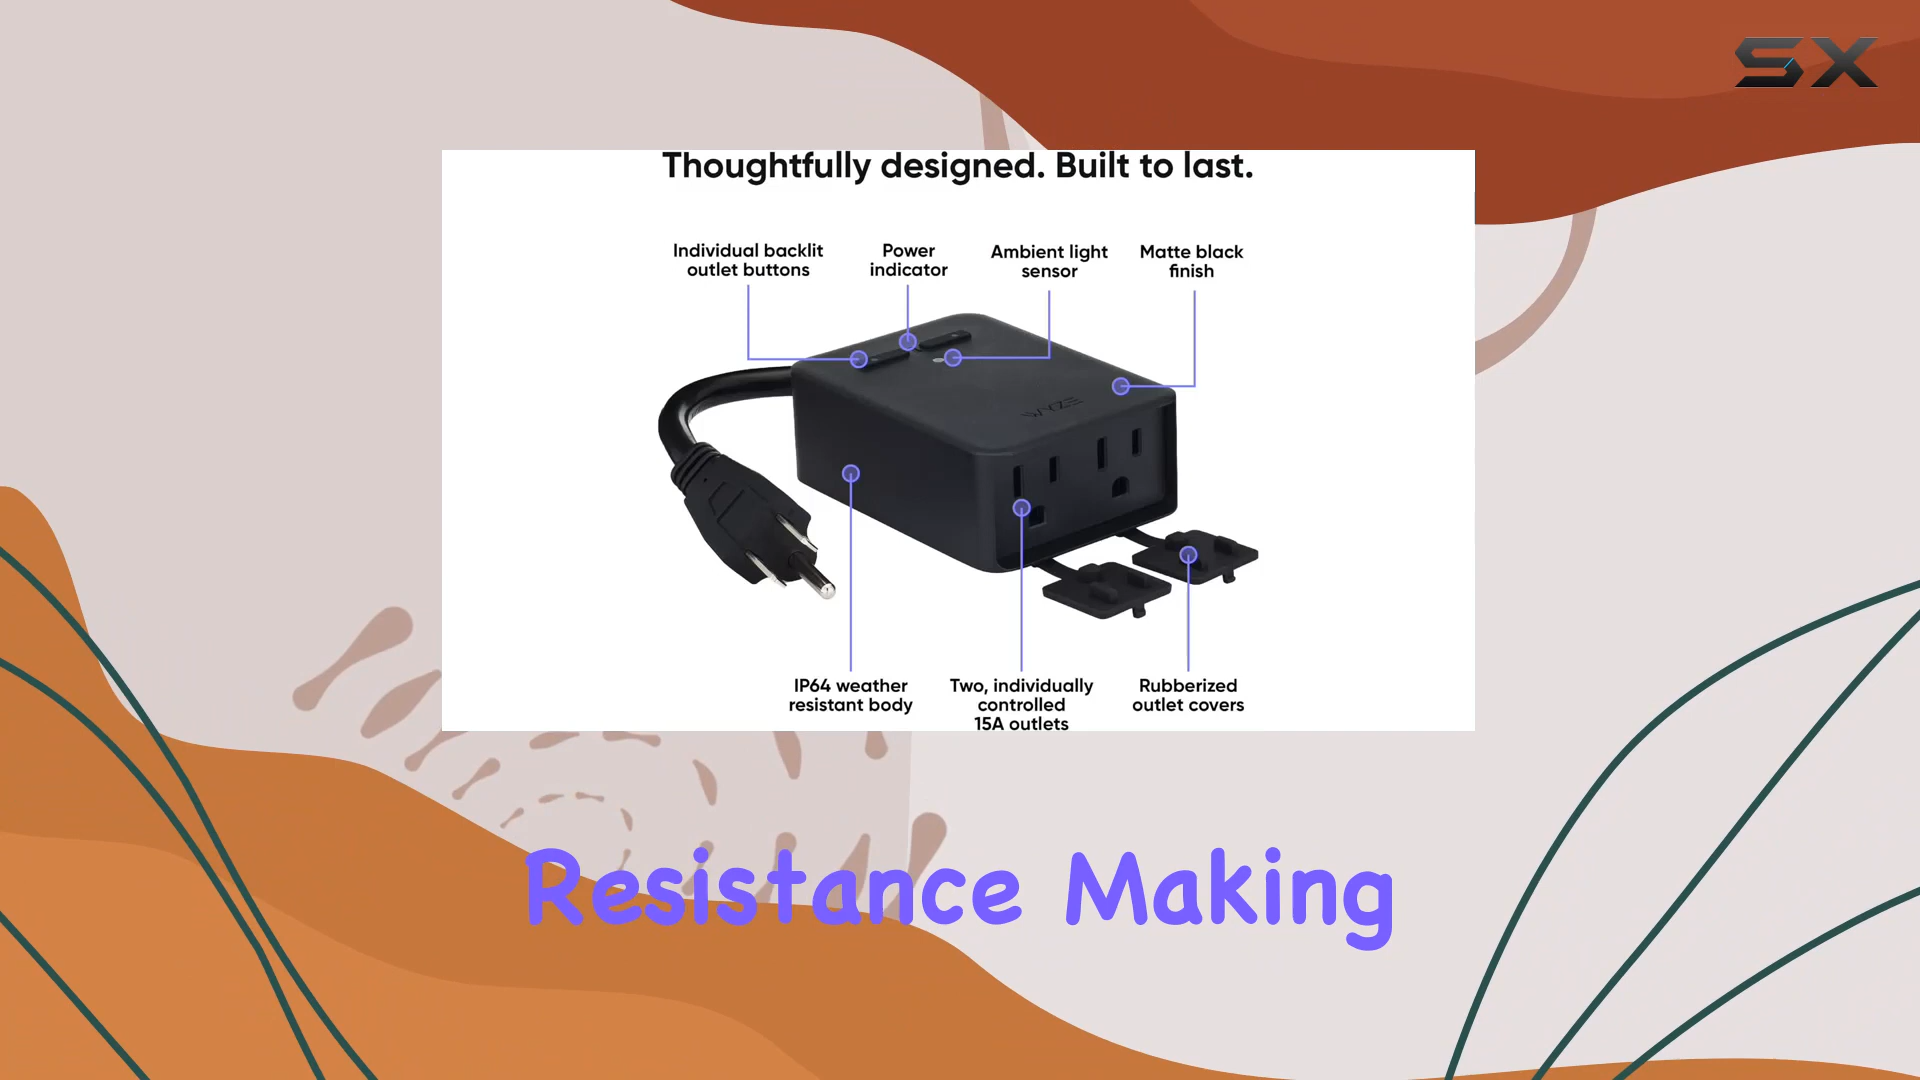 SX
Thoughtfully designed. Built to last.
Individual backlit
outlet buttons
Power
indicator
Ambient light
sensor
Matte black
finish
WYZE
IP64 weather
resistant body
Two, individually
controlled
15A outlets
Rubberized
outlet covers
Resistance Making